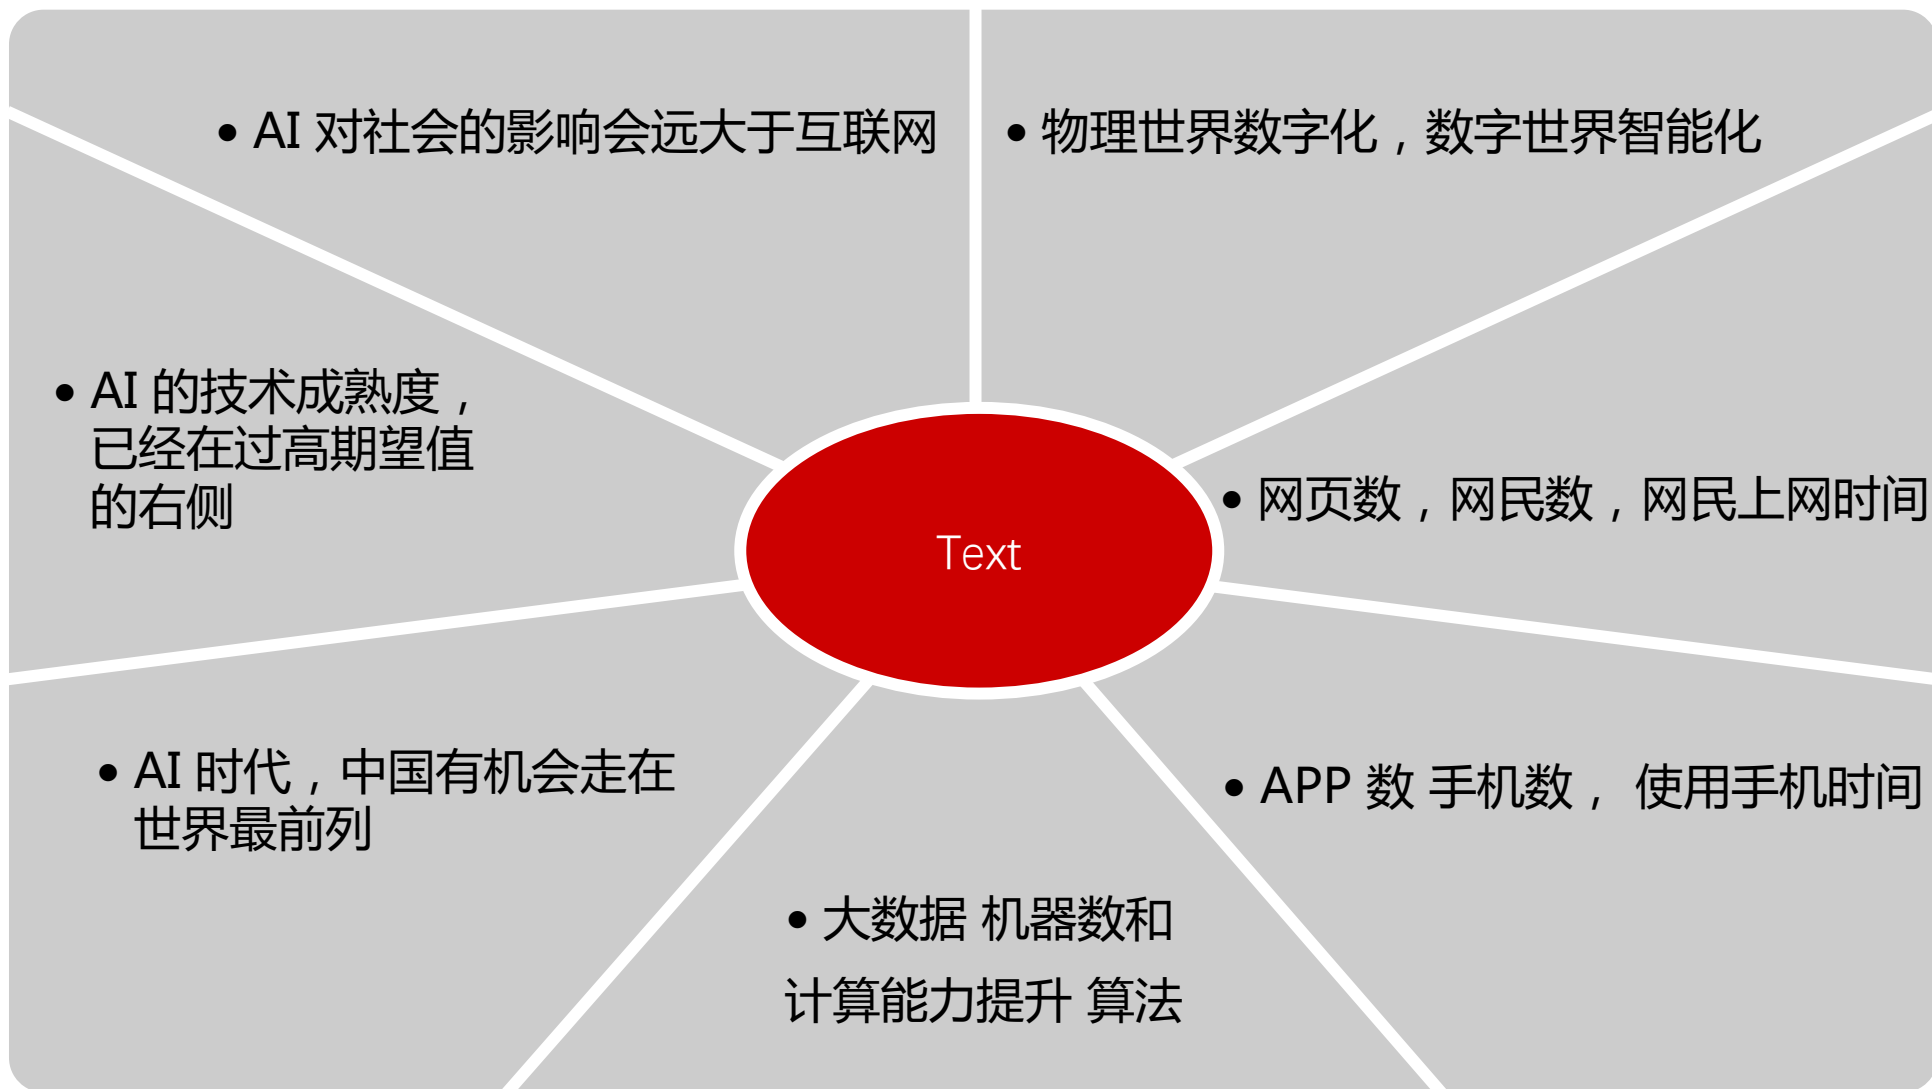 • AI 对社会的影响会远大于互联网
• 物理世界数字化，数字世界智能化
• AI 的技术成熟度，
已经在过高期望值
的右侧
• 网页数，网民数，网民上网时间
Text
• AI 时代，中国有机会走在
世界最前列
• APP 数 手机数， 使用手机时间
• 大数据 机器数和
计算能力提升 算法